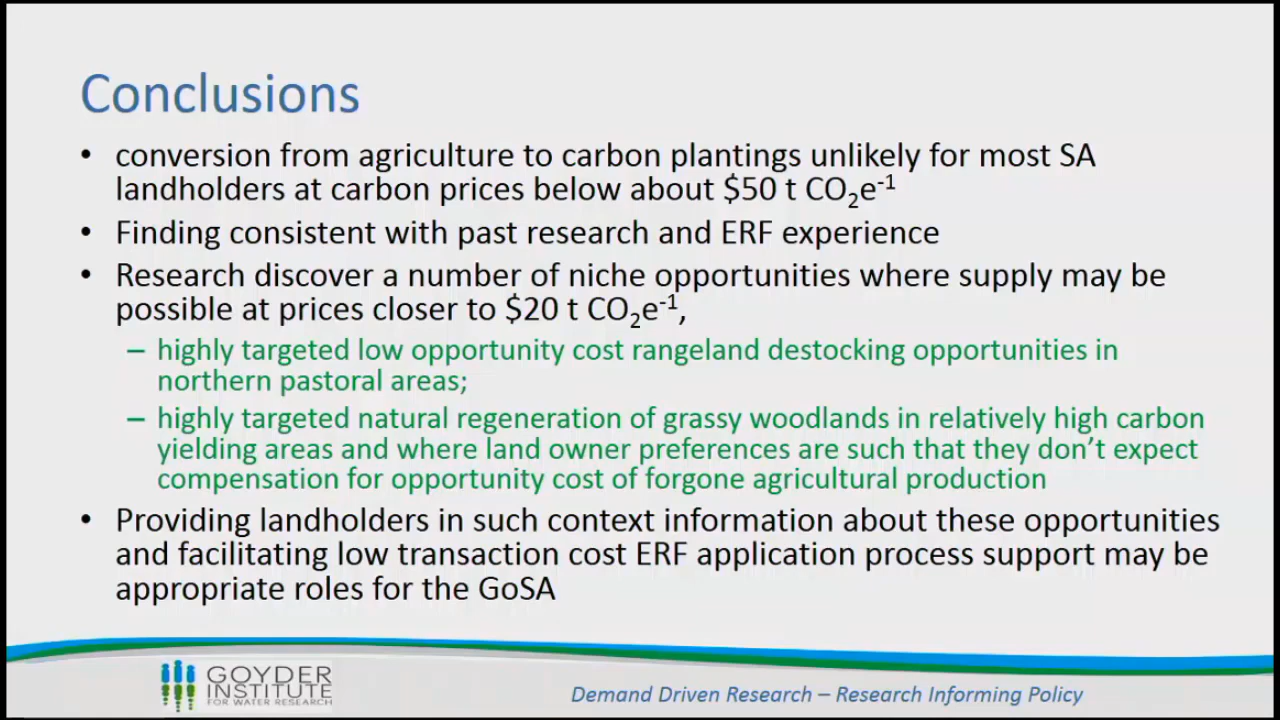 Conclusions
• conversion from agriculture to carbon plantings unlikely for most SA
landholders at carbon prices below about $50 t CO₂e⁻¹
• Finding consistent with past research and ERF experience
• Research discover a number of niche opportunities where supply may be
possible at prices closer to $20 t CO₂e⁻¹,
– highly targeted low opportunity cost rangeland destocking opportunities in
northern pastoral areas;
– highly targeted natural regeneration of grassy woodlands in relatively high carbon
yielding areas and where land owner preferences are such that they don’t expect
compensation for opportunity cost of forgone agricultural production
• Providing landholders in such context information about these opportunities
and facilitating low transaction cost ERF application process support may be
appropriate roles for the GoSA
GOYDER
INSTITUTE
FOR WATER RESEARCH
Demand Driven Research – Research Informing Policy